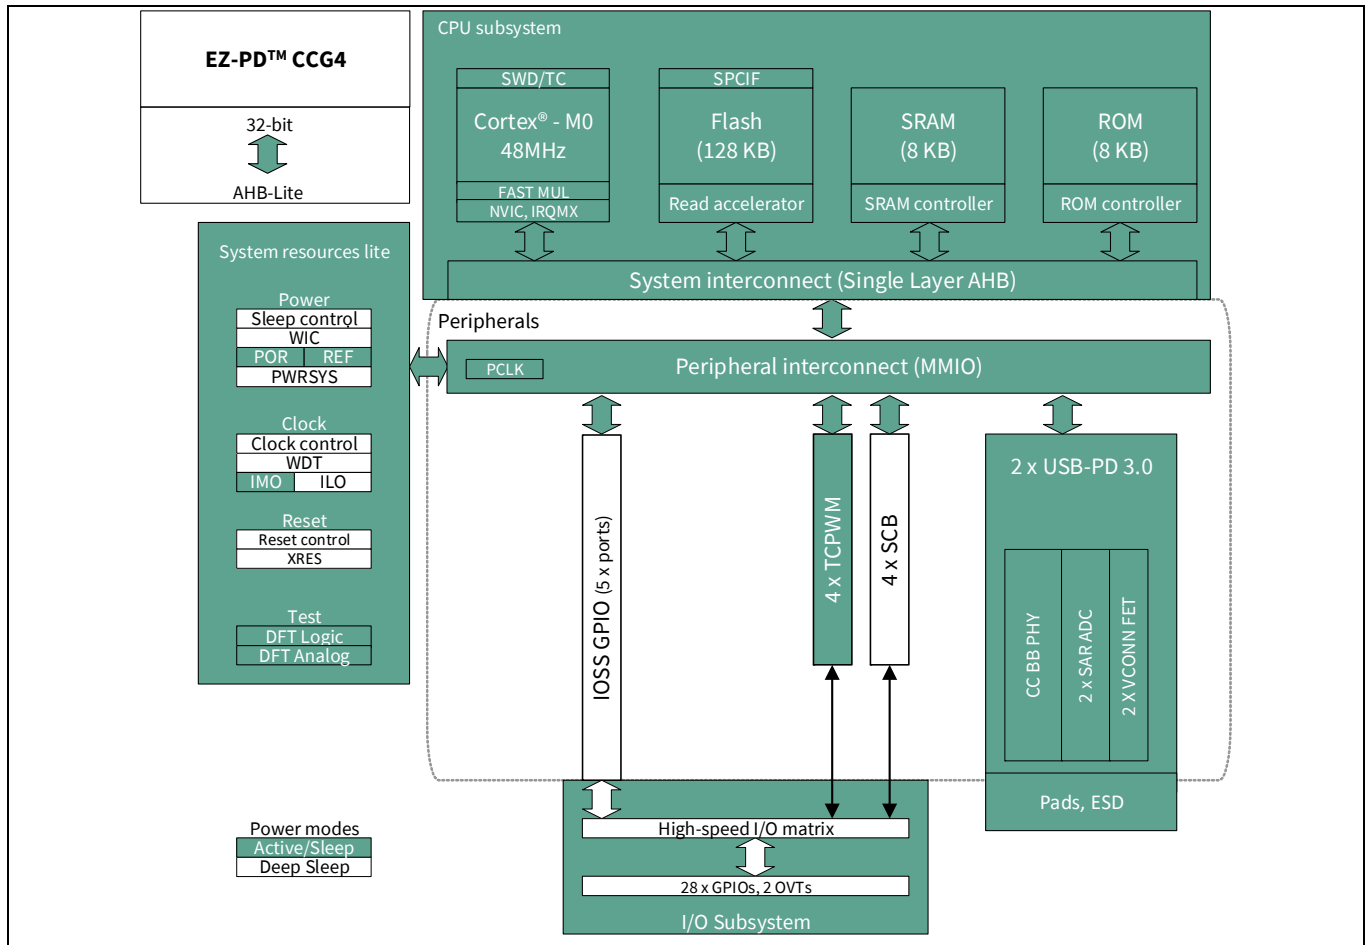 EZ-PD™ CCG4
32-bit
AHB-Lite
CPU subsystem
SWD/TC
Cortex® - M0
48MHz
FAST MUL
NVIC, IRQMX
SPCIF
Flash
(128 KB)
Read accelerator
SRAM
(8 KB)
SRAM controller
ROM
(8 KB)
ROM controller
System interconnect (Single Layer AHB)
System resources lite
Power
Sleep control
WIC
POR
REF
PWRSYS
Clock
Clock control
WDT
IMO
ILO
Reset
Reset control
XRES
Test
DFT Logic
DFT Analog
Peripherals
PCLK
Peripheral interconnect (MMIO)
IOSS GPIO (5 x ports)
4 x TCPWM
4 x SCB
2 x USB-PD 3.0
CC BB PHY
2 x SAR ADC
2 X VCONN FET
Pads, ESD
High-speed I/O matrix
28 x GPIOs, 2 OVTs
I/O Subsystem
Power modes
Active/Sleep
Deep Sleep